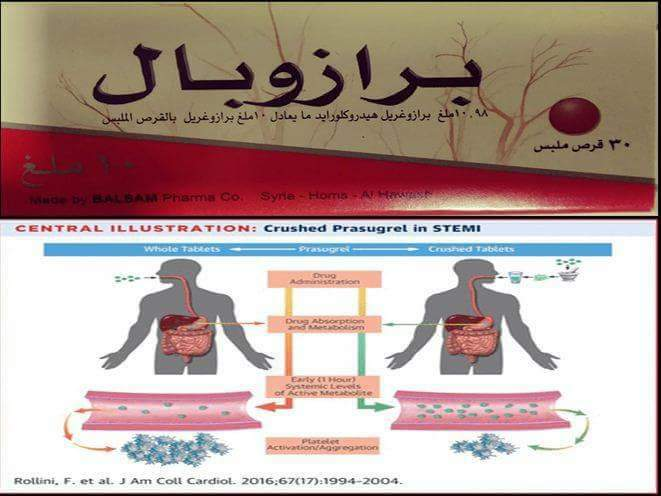 برازوبال
١٠,٩٨ملغ برازوغريل هيدروكلورايد ما يعادل ١٠ملغ برازوغريل بالقرص الملبس
٣٠ قرص ملبس
١٠ ملغ
Made by BALSAM Pharma Co. Syria - Homs - Al Hawash
CENTRAL ILLUSTRATION: Crushed Prasugrel in STEMI
Whole Tablets Prasugrel Crushed Tablets
Drug
Administration
Drug Absorption
and Metabolism
Early (1 Hour)
Systemic Levels
of Active Metabolite
Platelet
Activation/Aggregation
Rollini, F. et al. J Am Coll Cardiol. 2016;67(17):1994-2004.